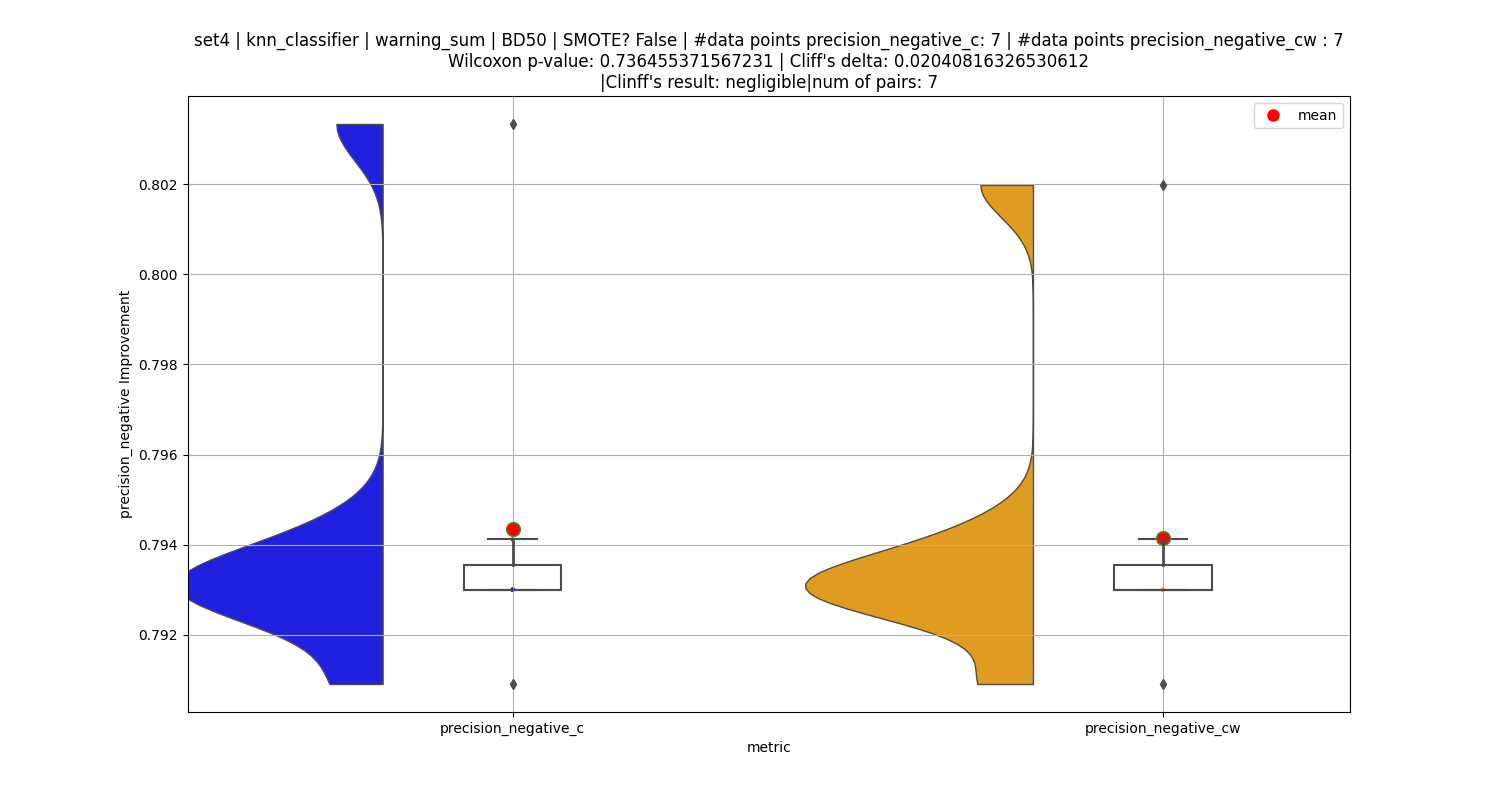 set4 | knn_classifier | warning_sum | BD50 | SMOTE? False | #data points precision_negative_c: 7 | #data points precision_negative_cw : 7
Wilcoxon p-value: 0.736455371567231 | Cliff's delta: 0.02040816326530612
|Clinff's result: negligible|num of pairs: 7
mean
0.802
0.800
0.798
0.796
0.794
0.792
precision_negative Improvement
precision_negative_c
precision_negative_cw
metric